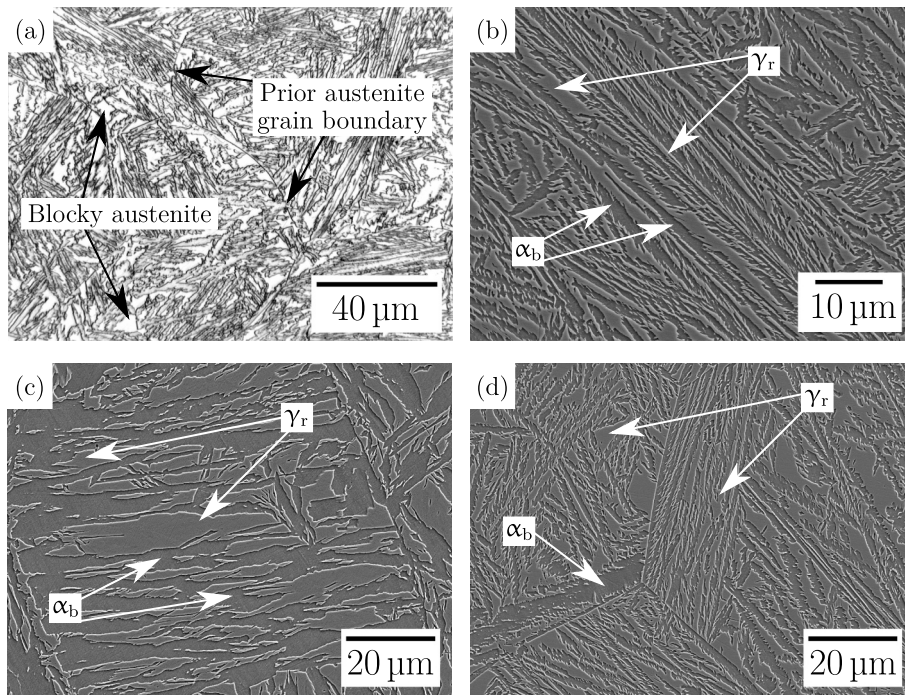 (a)
Prior austenite
grain boundary
Blocky austenite
40 μm
(b)
γr
αb
10 μm
(c)
γr
αb
20 μm
(d)
γr
αb
20 μm